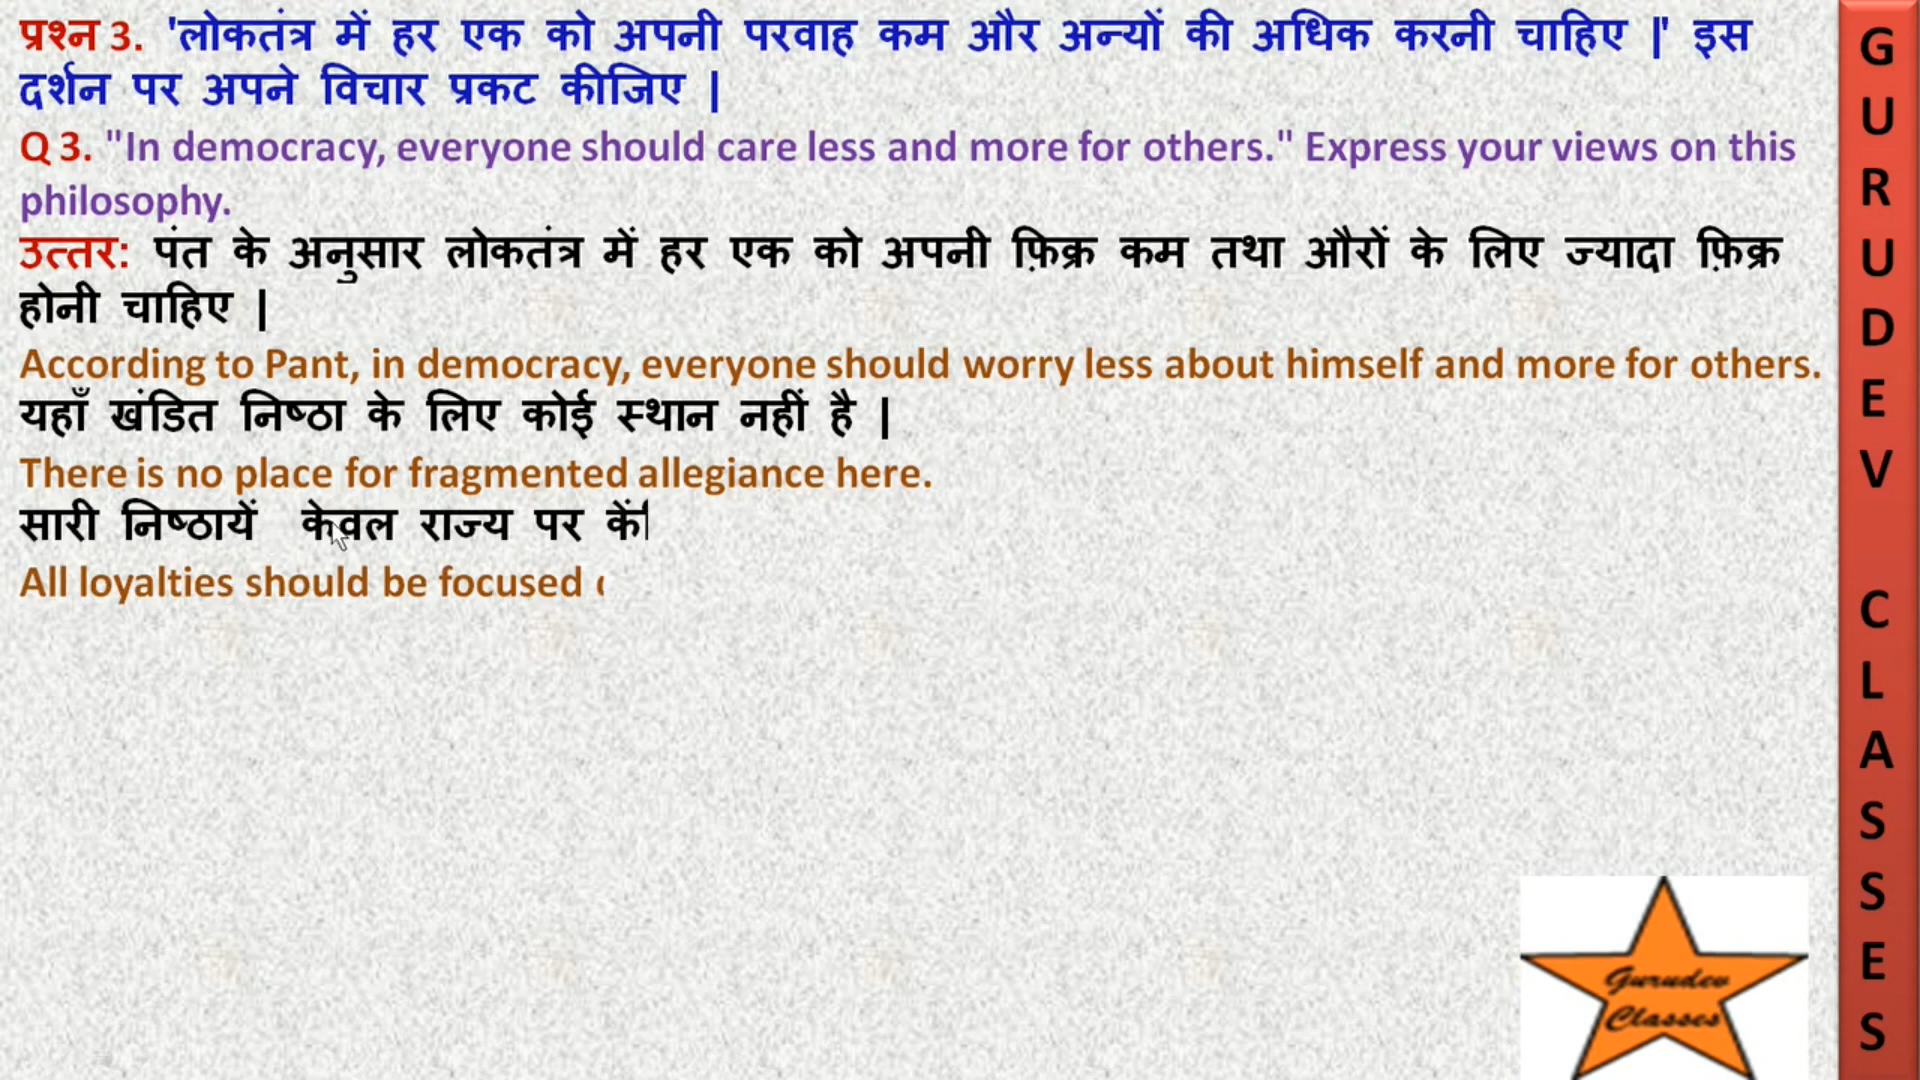 प्रश्न 3. 'लोकतंत्र में हर एक को अपनी परवाह कम और अन्यों की अधिक करनी चाहिए |' इस
दर्शन पर अपने विचार प्रकट कीजिए |
Q 3. "In democracy, everyone should care less and more for others." Express your views on this
philosophy.
उत्तर: पंत के अनुसार लोकतंत्र में हर एक को अपनी फ़िक्र कम तथा औरों के लिए ज्यादा फ़िक्र
होनी चाहिए |
According to Pant, in democracy, everyone should worry less about himself and more for others.
यहाँ खंडित निष्ठा के लिए कोई स्थान नहीं है |
There is no place for fragmented allegiance here.
सारी निष्ठायें केवल राज्य पर
All loyalties should be focused
GURUDEV CLASSES
Gurudev
Classes